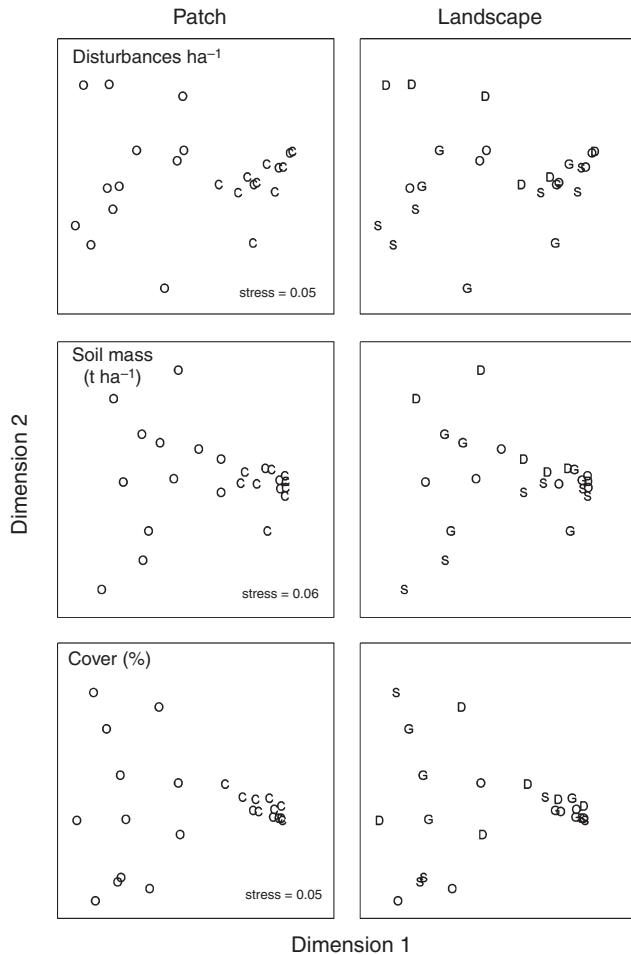 Patch
Landscape
Disturbances ha⁻¹
stress = 0.05
Soil mass
(t ha⁻¹)
stress = 0.06
Cover (%)
stress = 0.05
Dimension 2
Dimension 1